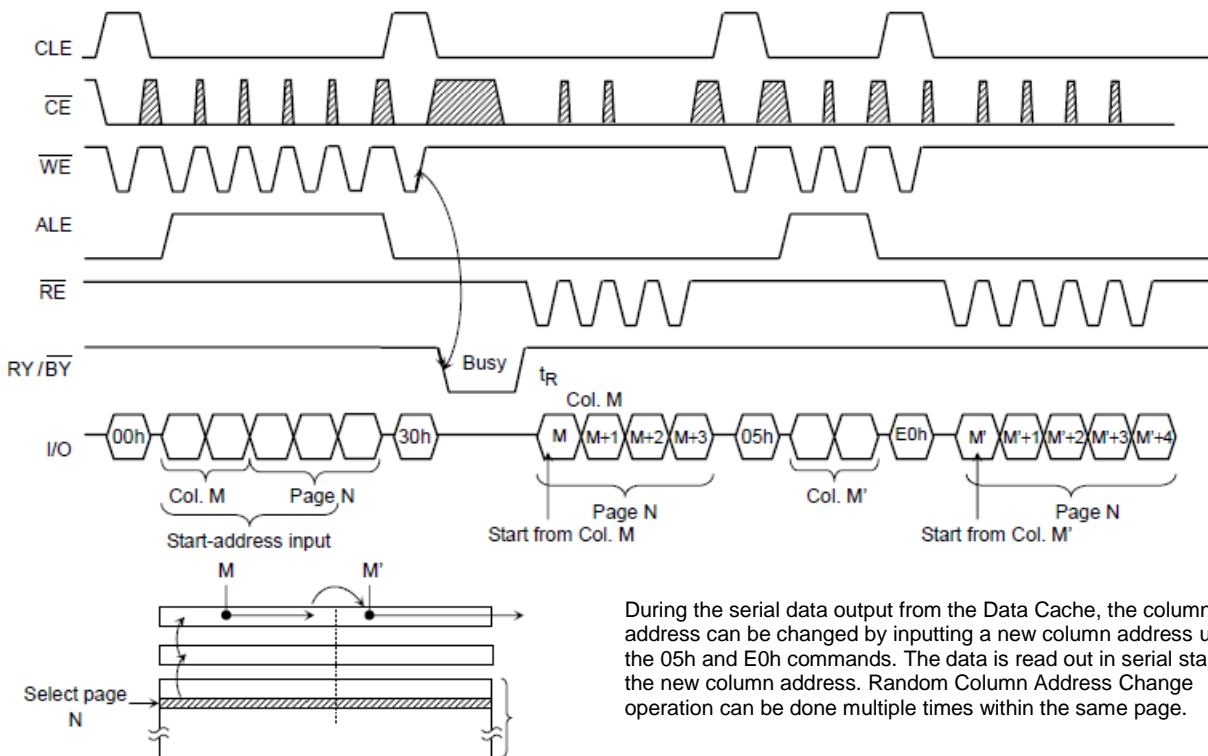 CLE
CE
WE
ALE
RE
RY/BY
Busy
tR
Col. M
I/O
00h
30h
M
M+1
M+2
M+3
05h
E0h
M'
M'+1
M'+2
M'+3
M'+4
Col. M
Page N
Start-address input
Page N
Start from Col. M
Col. M'
Page N
Start from Col. M'
M
M'
Select page
N
During the serial data output from the Data Cache, the column
address can be changed by inputting a new column address
the 05h and E0h commands. The data is read out in serial
the new column address. Random Column Address Change
operation can be done multiple times within the same page.